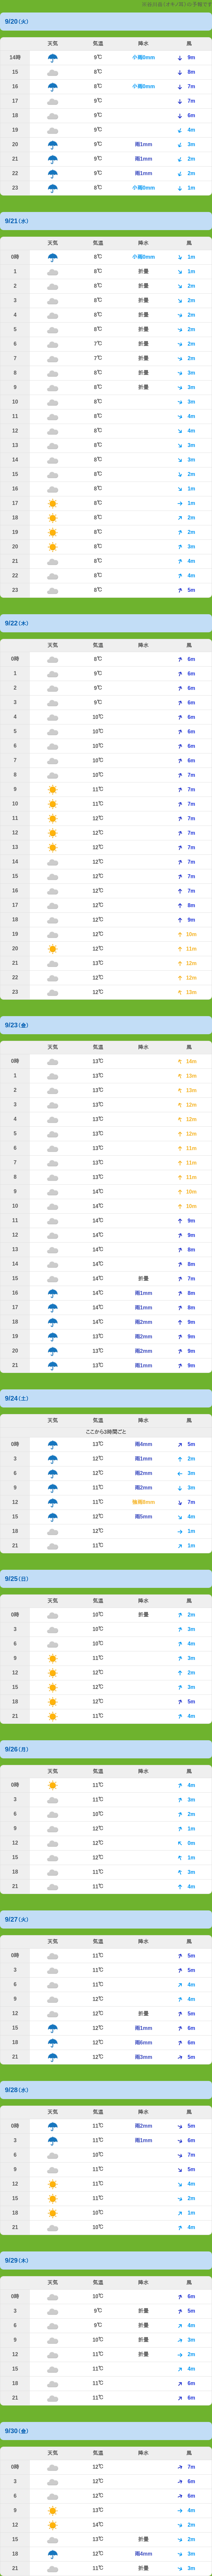 9/20(火)
天気 気温 降水 風
14時 9℃ 小雨0mm 9m
15 8℃ 8m
16 8℃ 小雨0mm 7m
17 9℃ 7m
18 9℃ 6m
19 9℃ 4m
20 9℃ 雨1mm 3m
21 9℃ 雨1mm 2m
22 9℃ 雨1mm 2m
23 8℃ 小雨0mm 1m
9/21(水)
天気 気温 降水 風
0時 8℃ 小雨0mm 1m
1 8℃ 折曇 1m
2 8℃ 折曇 2m
3 8℃ 折曇 2m
4 8℃ 折曇 2m
5 8℃ 折曇 2m
6 7℃ 折曇 2m
7 7℃ 折曇 2m
8 8℃ 折曇 3m
9 8℃ 折曇 3m
10 8℃ 3m
11 8℃ 4m
12 8℃ 4m
13 8℃ 3m
14 8℃ 3m
15 8℃ 2m
16 8℃ 1m
17 8℃ 1m
18 8℃ 2m
19 8℃ 2m
20 8℃ 3m
21 8℃ 4m
22 8℃ 4m
23 8℃ 5m
9/22(木)
天気 気温 降水 風
0時 8℃ 6m
1 9℃ 6m
2 9℃ 6m
3 9℃ 6m
4 10℃ 6m
5 10℃ 6m
6 10℃ 6m
7 10℃ 6m
8 10℃ 7m
9 11℃ 7m
10 11℃ 7m
11 12℃ 7m
12 12℃ 7m
13 12℃ 7m
14 12℃ 7m
15 12℃ 7m
16 12℃ 7m
17 12℃ 8m
18 12℃ 9m
19 12℃ 10m
20 12℃ 11m
21 13℃ 12m
22 12℃ 12m
23 12℃ 13m
9/23(金)
天気 気温 降水 風
0時 13℃ 14m
1 13℃ 13m
2 13℃ 13m
3 13℃ 12m
4 13℃ 12m
5 13℃ 12m
6 13℃ 11m
7 13℃ 11m
8 13℃ 11m
9 14℃ 10m
10 14℃ 10m
11 14℃ 9m
12 14℃ 9m
13 14℃ 8m
14 14℃ 8m
15 14℃ 折曇 7m
16 14℃ 雨1mm 8m
17 14℃ 雨1mm 8m
18 14℃ 雨2mm 9m
19 13℃ 雨2mm 9m
20 13℃ 雨2mm 9m
21 13℃ 雨1mm 9m
9/24(土)
天気 気温 降水 風
ここから3時間ごと
0時 13℃ 雨4mm 5m
3 12℃ 雨1mm 2m
6 12℃ 雨2mm 3m
9 11℃ 雨2mm 3m
12 11℃ 強雨8mm 7m
15 12℃ 雨5mm 4m
18 12℃ 1m
21 11℃ 1m
9/25(日)
天気 気温 降水 風
0時 10℃ 折曇 2m
3 10℃ 3m
6 10℃ 4m
9 11℃ 3m
12 12℃ 2m
15 12℃ 3m
18 12℃ 5m
21 11℃ 4m
9/26(月)
天気 気温 降水 風
0時 11℃ 4m
3 11℃ 3m
6 10℃ 2m
9 12℃ 1m
12 12℃ 0m
15 12℃ 1m
18 11℃ 3m
21 12℃ 4m
9/27(火)
天気 気温 降水 風
0時 11℃ 5m
3 11℃ 5m
6 11℃ 4m
9 12℃ 4m
12 12℃ 折曇 5m
15 12℃ 雨1mm 6m
18 12℃ 雨6mm 6m
21 12℃ 雨3mm 5m
9/28(水)
天気 気温 降水 風
0時 11℃ 雨2mm 5m
3 11℃ 雨1mm 6m
6 10℃ 7m
9 11℃ 5m
12 11℃ 4m
15 11℃ 2m
18 10℃ 1m
21 10℃ 4m
9/29(木)
天気 気温 降水 風
0時 10℃ 6m
3 9℃ 折曇 5m
6 9℃ 折曇 4m
9 10℃ 折曇 3m
12 11℃ 折曇 2m
15 11℃ 4m
18 11℃ 6m
21 11℃ 6m
9/30(金)
天気 気温 降水 風
0時 12℃ 7m
3 12℃ 6m
6 12℃ 6m
9 13℃ 4m
12 14℃ 2m
15 13℃ 折曇 2m
18 12℃ 雨4mm 3m
21 11℃ 折曇 3m